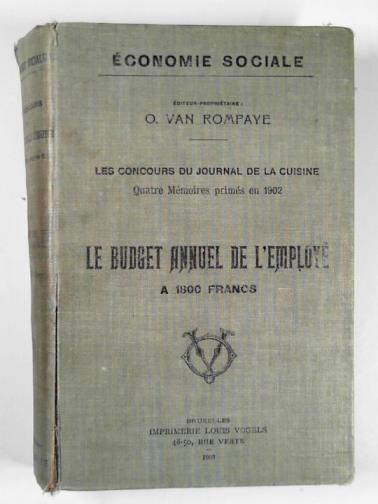 ÉCONOMIE SOCIALE
ÉDITEUR-PROPRIÉTAIRE :
O. VAN ROMPAYE
LES CONCOURS DU JOURNAL DE LA CUISINE
Quatre Mémoires primés en 1902
LE BUDGET ANNUEL DE L'EMPLOYÉ
A 1800 FRANCS
BRUXELLES
IMPRIMERIE LOUIS VOGELS
48-50, RUE VERTE
1903